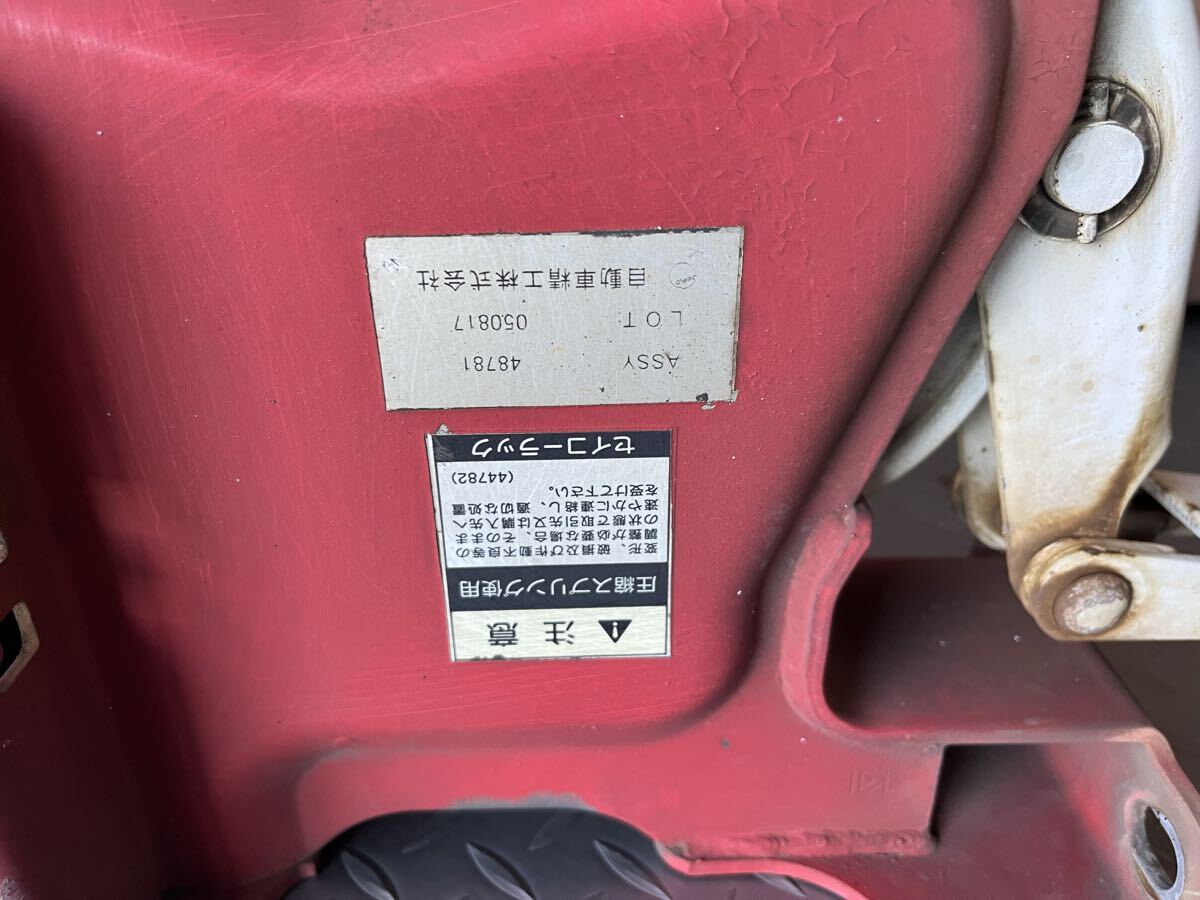 注 意
圧縮スプリング使用
変形、破損及び作動不良等の
調整が必要な場合、そのまま
の状態で取引先又は購入先へ
速やかに連絡し、適切な処置
を受けて下さい。
(44782)
セイコーラック
ASSY 48781
LOT 050817
自動車精工株式会社